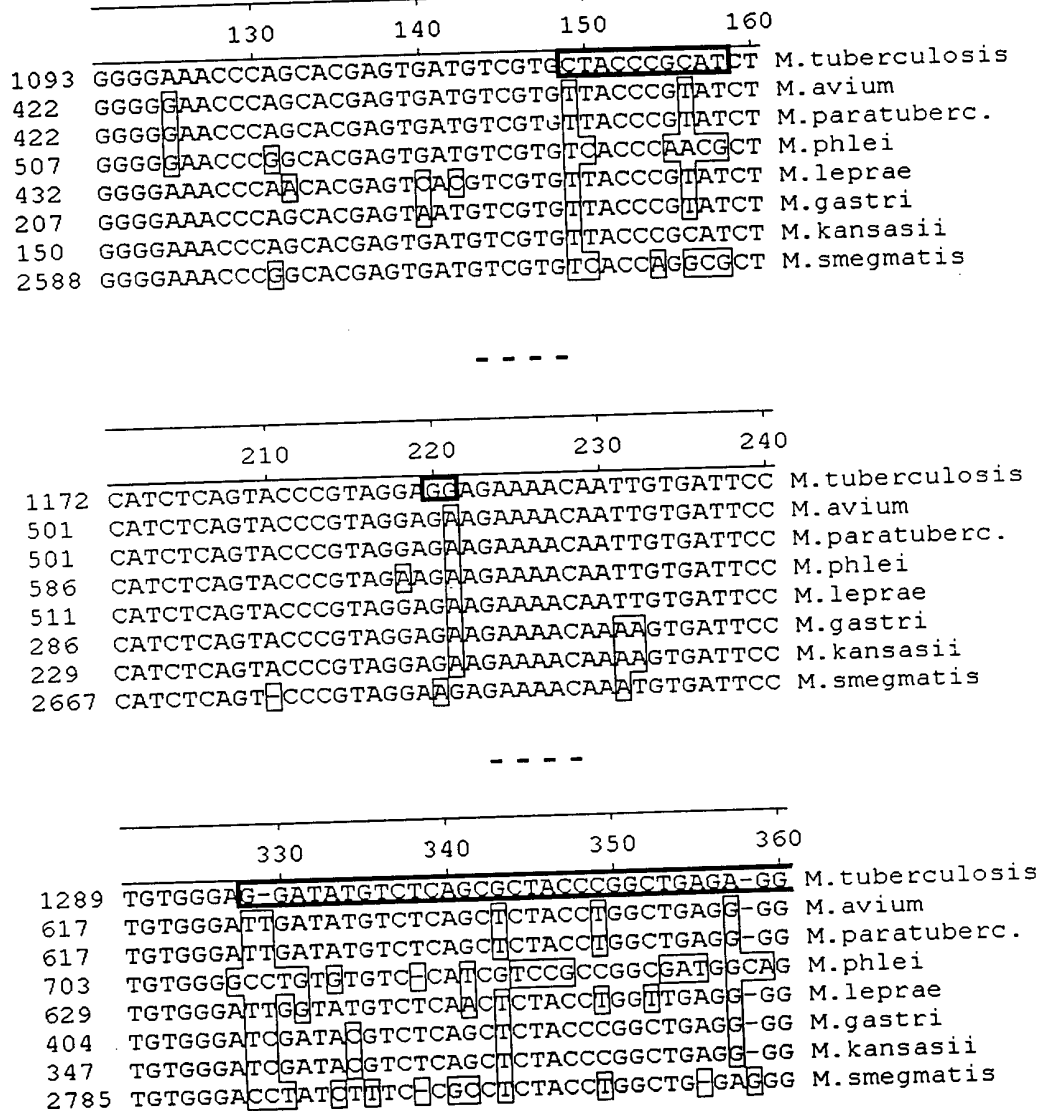 130 140 150 160
1093 GGGGAAACCCAGCACGAGTGATGTCGTGCTACCCGCATCT M.tuberculosis
422 GGGGGAACCCAGCACGAGTGATGTCGTGTTACCCGTATCT M.avium
422 GGGGGAACCCAGCACGAGTGATGTCGTGTTACCCGTATCT M.paratuberc.
507 GGGGGAACCCGGCACGAGTGATGTCGTGTCACCCAACGCT M.phlei
432 GGGGAAACCCAACACGAGTCACGTCGTGTTACCCGTATCT M.leprae
207 GGGGAAACCCAGCACGAGTAATGTCGTGTTACCCGTATCT M.gastri
150 GGGGAAACCCAGCACGAGTGATGTCGTGTTACCCGCATCT M.kansasii
2588 GGGGAAACCCGGCACGAGTGATGTCGTGTCACCAGGCGCT M.smegmatis
- - - -
210 220 230 240
1172 CATCTCAGTACCCGTAGGAGGAGAAAACAATTGTGATTCC M.tuberculosis
501 CATCTCAGTACCCGTAGGAGAAGAAAACAATTGTGATTCC M.avium
501 CATCTCAGTACCCGTAGGAGAAGAAAACAATTGTGATTCC M.paratuberc.
586 CATCTCAGTACCCGTAGAAGAAGAAAACAATTGTGATTCC M.phlei
511 CATCTCAGTACCCGTAGGAGAAGAAAACAATTGTGATTCC M.leprae
286 CATCTCAGTACCCGTAGGAGAAGAAAACAAAAGTGATTCC M.gastri
229 CATCTCAGTACCCGTAGGAGAAGAAAACAAAAGTGATTCC M.kansasii
2667 CATCTCAGT-CCCGTAGGAAGAGAAAACAAATGTGATTCC M.smegmatis
- - - -
330 340 350 360
1289 TGTGGGAG-GATATGTCTCAGCGCTACCCGGCTGAGA-GG M.tuberculosis
617 TGTGGGATTGATATGTCTCAGCTCTACCTGGCTGAGG-GG M.avium
617 TGTGGGATTGATATGTCTCAGCTCTACCTGGCTGAGG-GG M.paratuberc.
703 TGTGGGGCCTGTGTGTC-CATCGTCCGCCGGCGATGGCAG M.phlei
629 TGTGGGATTGGTATGTCTCAACTCTACCTGGTTGAGG-GG M.leprae
404 TGTGGGATCGATACGTCTCAGCTCTACCCGGCTGAGG-GG M.gastri
347 TGTGGGATCGATACGTCTCAGCTCTACCCGGCTGAGG-GG M.kansasii
2785 TGTGGGACCTATCTTTC-CGCCTCTACCTGGCTG-GAGGG M.smegmatis